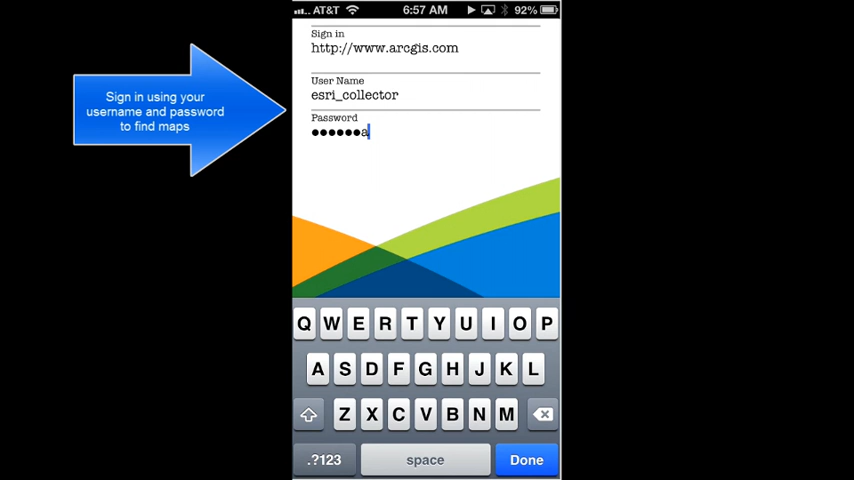 AT&T 6:57 AM 92%
Sign in
http://www.arcgis.com
User Name
esri_collector
Password
●●●●●●a
Sign in using your
username and password
to find maps
Q W E R T Y U I O P
A S D F G H J K L
Z X C V B N M
.?123 space Done